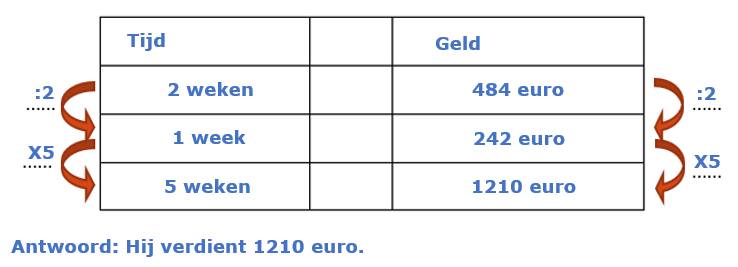 Tijd Geld
:2 2 weken 484 euro :2
1 week 242 euro
X5 X5
5 weken 1210 euro
Antwoord: Hij verdient 1210 euro.